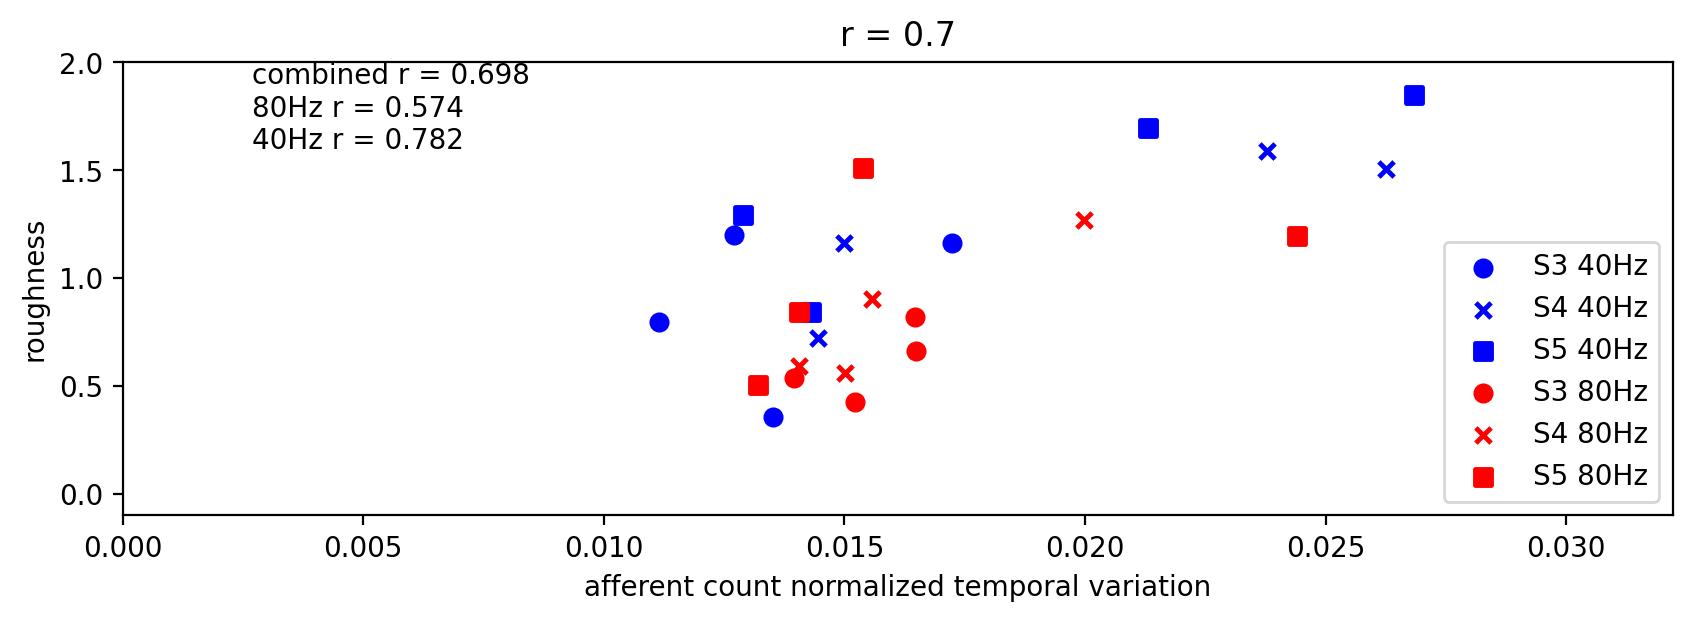 r = 0.7
combined r = 0.698
80Hz r = 0.574
40Hz r = 0.782
2.0
1.5
1.0
0.5
0.0
roughness
S3 40Hz
S4 40Hz
S5 40Hz
S3 80Hz
S4 80Hz
S5 80Hz
0.000 0.005 0.010 0.015 0.020 0.025 0.030
afferent count normalized temporal variation